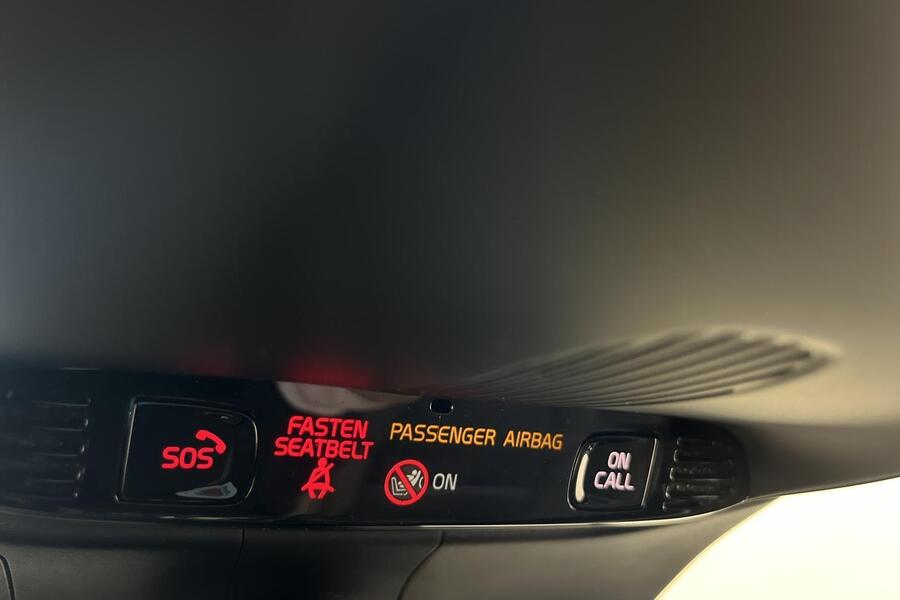 SOS
FASTEN
SEATBELT
PASSENGER AIRBAG
ON
ON
CALL